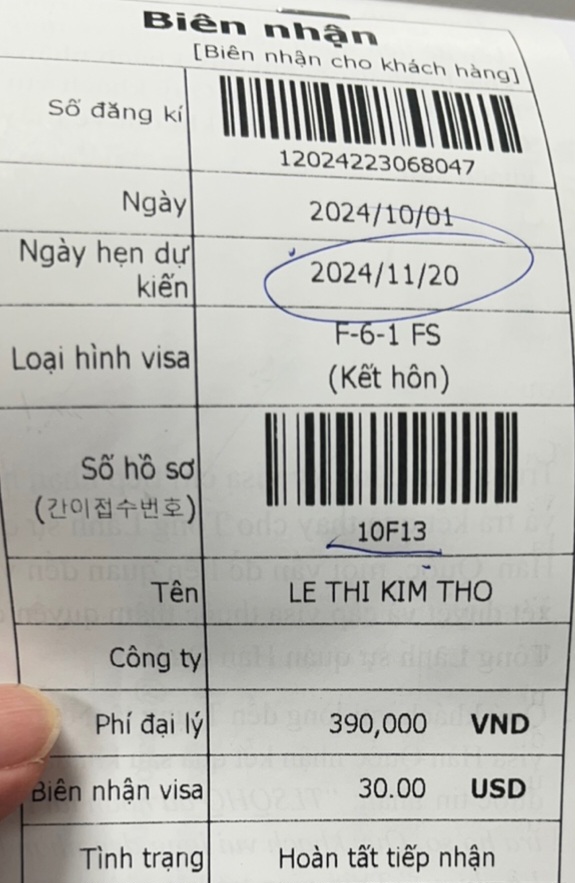 Biên nhận
[Biên nhận cho khách hàng]
Số đăng kí
12024223068047
Ngày 2024/10/01
Ngày hẹn dự kiến 2024/11/20
Loại hình visa F-6-1 FS
(Kết hôn)
Số hồ sơ
(간이접수번호)
10F13
Tên LE THI KIM THO
Công ty
Phí đại lý 390,000 VND
Biên nhận visa 30.00 USD
Tình trạng Hoàn tất tiếp nhận